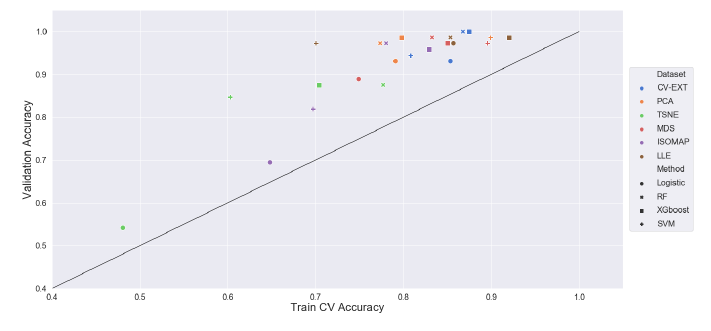 1.0
0.9
0.8
0.7
0.6
0.5
0.4
Validation Accuracy
0.4 0.5 0.6 0.7 0.8 0.9 1.0
Train CV Accuracy
Dataset
CV-EXT
PCA
TSNE
MDS
ISOMAP
LLE
Method
Logistic
RF
XGboost
SVM